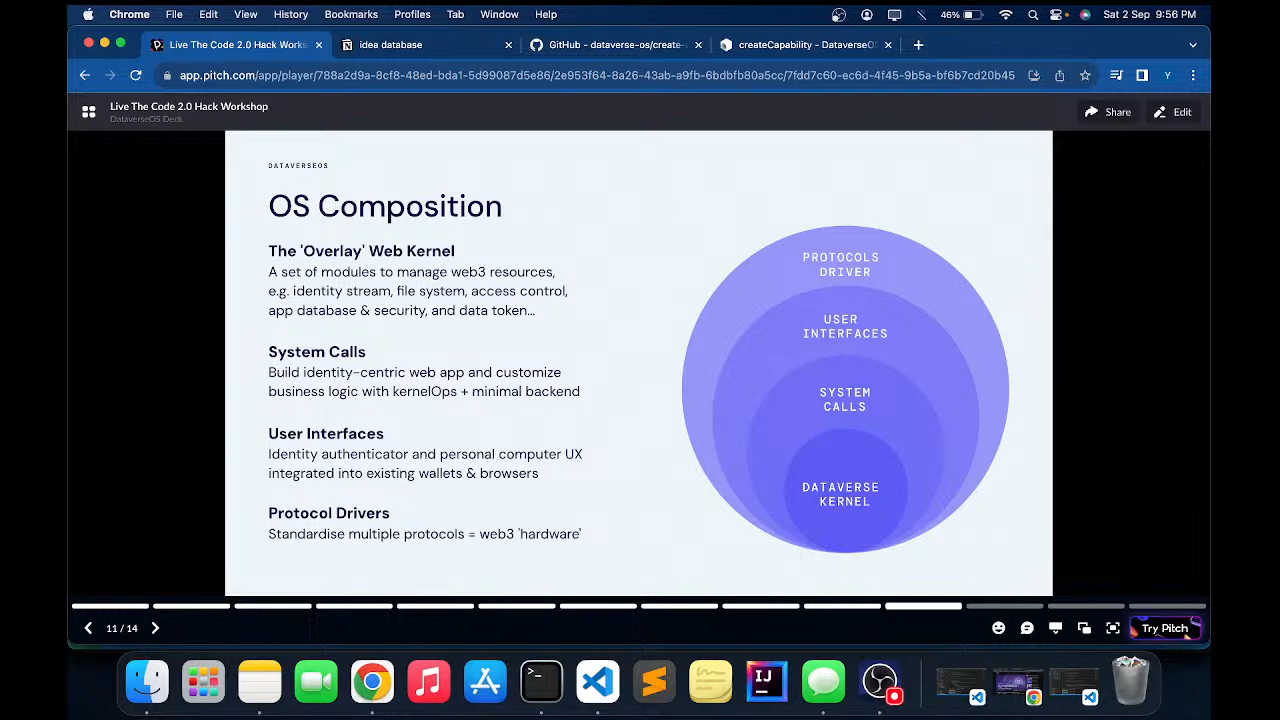 Chrome File Edit View History Bookmarks Profiles Tab Window Help 46% Sat 2 Sep 9:56 PM
Live The Code 2.0 Hack Works
idea database
GitHub - dataverse-os/create-
createCapability - DataverseOS
app.pitch.com/app/player/788a2d9a-8cf8-48ed-bda1-5d99087d5e86/2e953f64-8a26-43ab-a9fb-6bdbfb80a5cc/7fdd7c60-ec6d-4f45-9b5a-bf6b7cd20b45
Y
Live The Code 2.0 Hack Workshop
DataverseOS Deck
Share Edit
DATAVERSEOS
OS Composition
The 'Overlay' Web Kernel
A set of modules to manage web3 resources,
e.g. identity stream, file system, access control,
app database & security, and data token...
System Calls
Build identity-centric web app and customize
business logic with kernelOps + minimal backend
User Interfaces
Identity authenticator and personal computer UX
integrated into existing wallets & browsers
Protocol Drivers
Standardise multiple protocols = web3 'hardware'
PROTOCOLS
DRIVER
USER
INTERFACES
SYSTEM
CALLS
DATAVERSE
KERNEL
11 / 14
Try Pitch
IJ